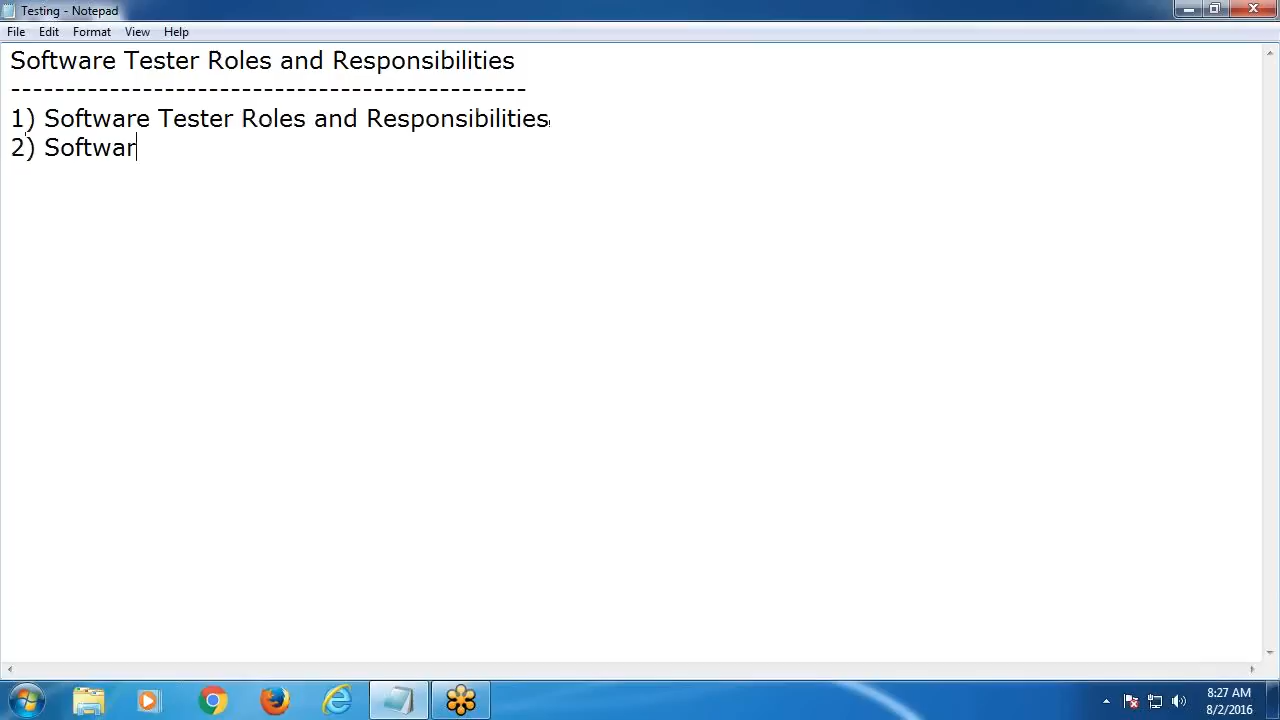 Testing - Notepad
File Edit Format View Help
Software Tester Roles and Responsibilities
-----------------------------------------------
1) Software Tester Roles and Responsibilities
2) Softwar
8:27 AM
8/2/2016